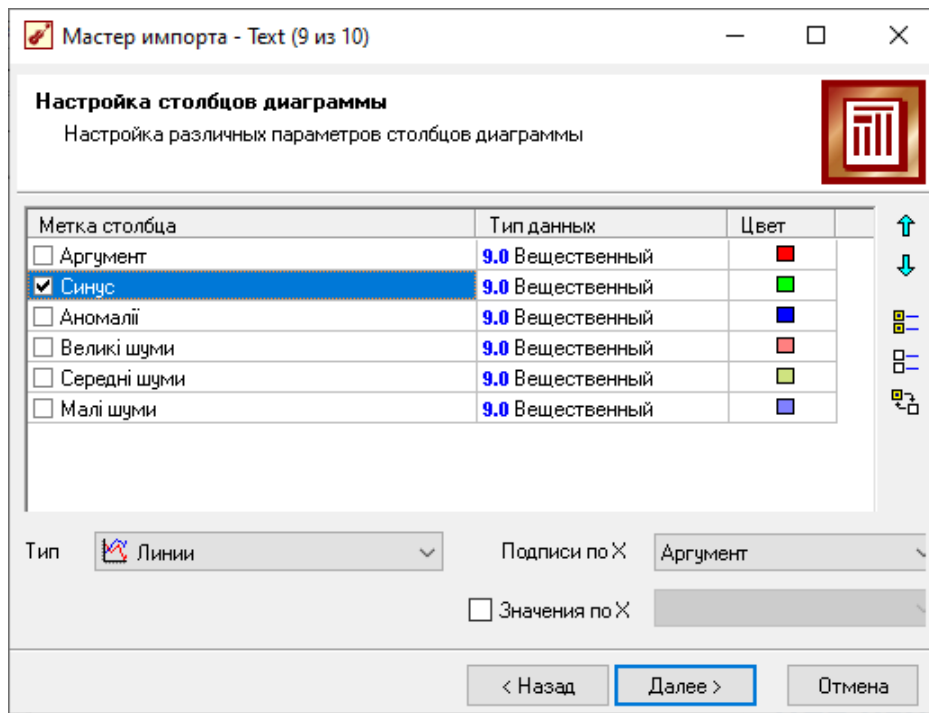 Мастер импорта - Text (9 из 10)
Настройка столбцов диаграммы
Настройка различных параметров столбцов диаграммы
Метка столбца Тип данных Цвет
Аргумент 9.0 Вещественный
Синус 9.0 Вещественный
Аномалії 9.0 Вещественный
Великі шуми 9.0 Вещественный
Середні шуми 9.0 Вещественный
Малі шуми 9.0 Вещественный
Тип Линии Подписи по X Аргумент
Значения по X
< Назад Далее > Отмена